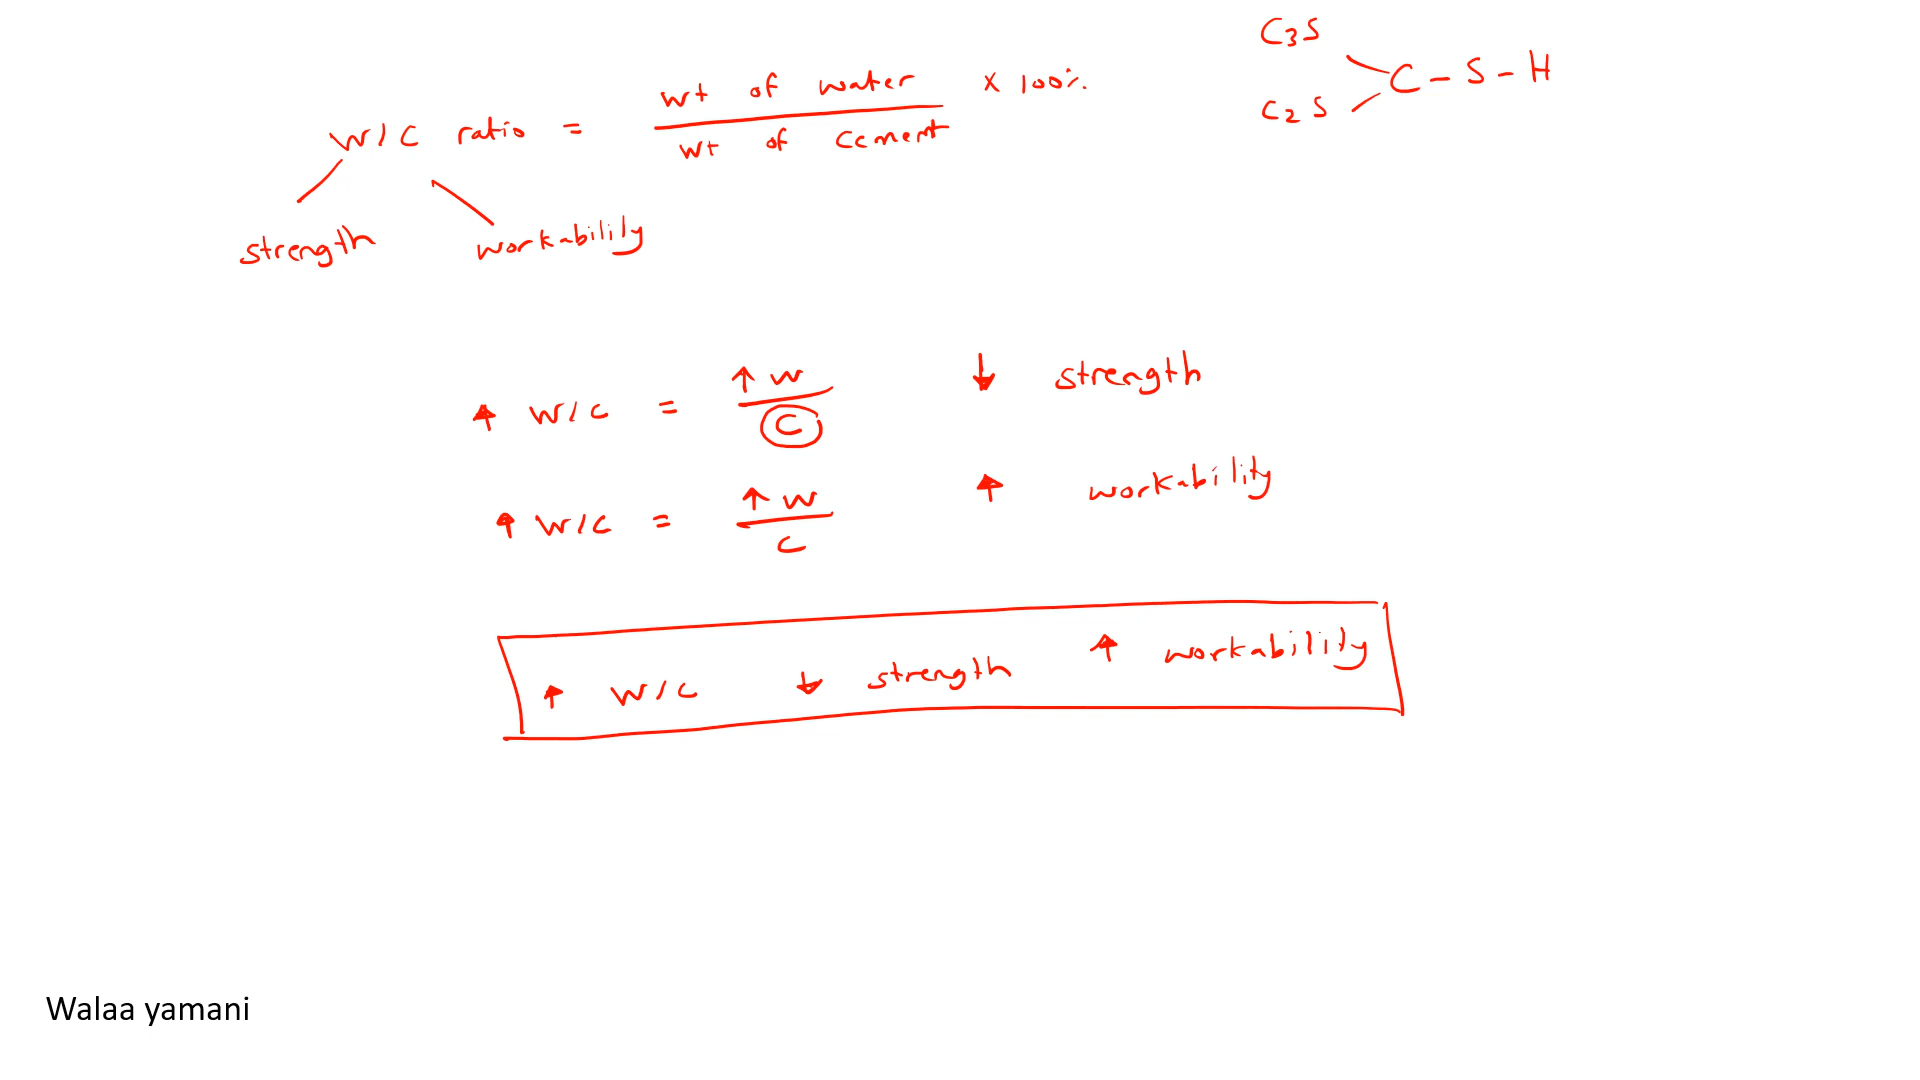 C3S
C2S
C - S - H
W/C ratio = wt of water / wt of cement x 100%
strength
workability
↑ W/C = ↑ W / C ↓ strength
↑ W/C = ↑ W / C ↑ workability
↑ W/C ↓ strength ↑ workability
Walaa yamani